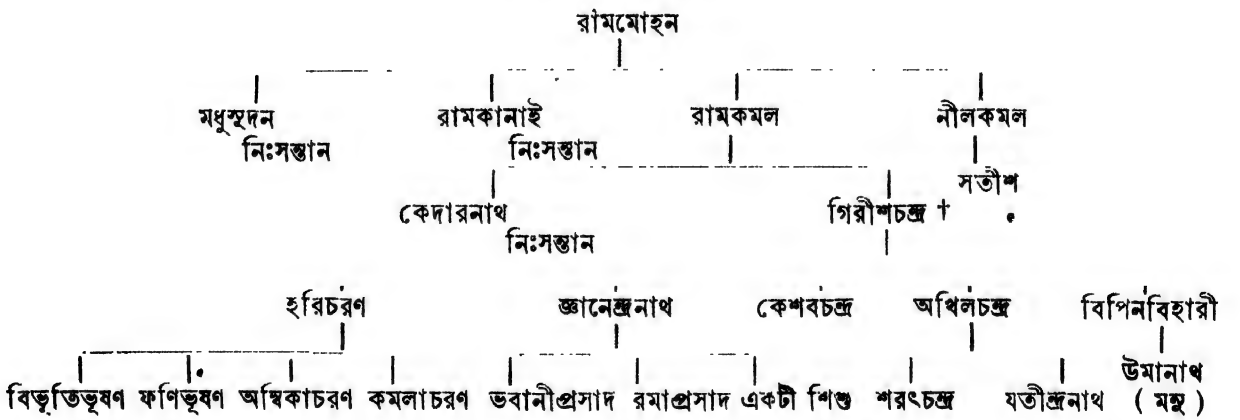 রামমোহন
মধুসূদন রামকানাই রামকমল নীলকমল
নিঃসন্তান নিঃসন্তান
সতীশ
কেদারনাথ গিরীশচন্দ্র †
নিঃসন্তান
হরিচরণ জ্ঞানেন্দ্রনাথ কেশবচন্দ্র অখিলচন্দ্র বিপিনবিহারী
উমানাথ
বিভূতিভূষণ ফণিভূষণ অম্বিকাচরণ কমলাচরণ ভবানীপ্রসাদ রমাপ্রসাদ একটী শিশু শরৎচন্দ্র যতীন্দ্রনাথ ( মন্থ )